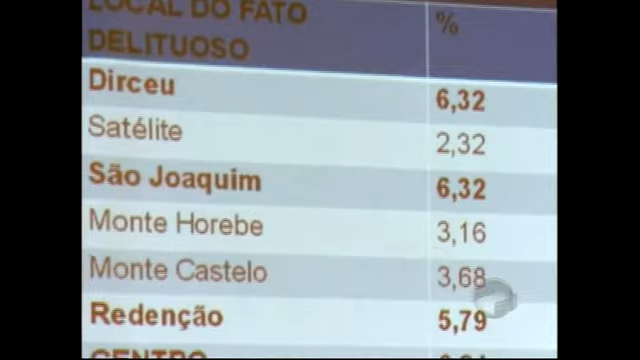 LOCAL DO FATO
DELITUOSO
%
Dirceu 6,32
Satélite 2,32
São Joaquim 6,32
Monte Horebe 3,16
Monte Castelo 3,68
Redenção 5,79
CENTRO